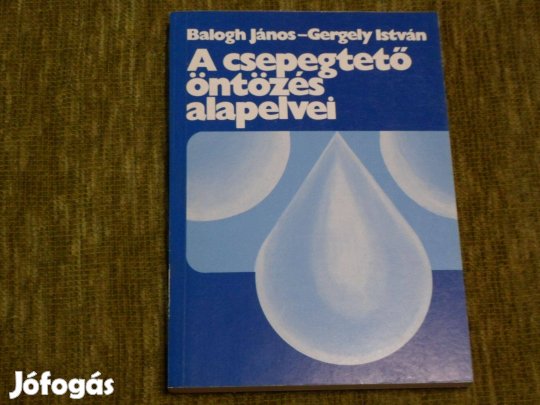 Balogh János–Gergely István
A csepegtető
öntözés
alapelvei
Jófogás